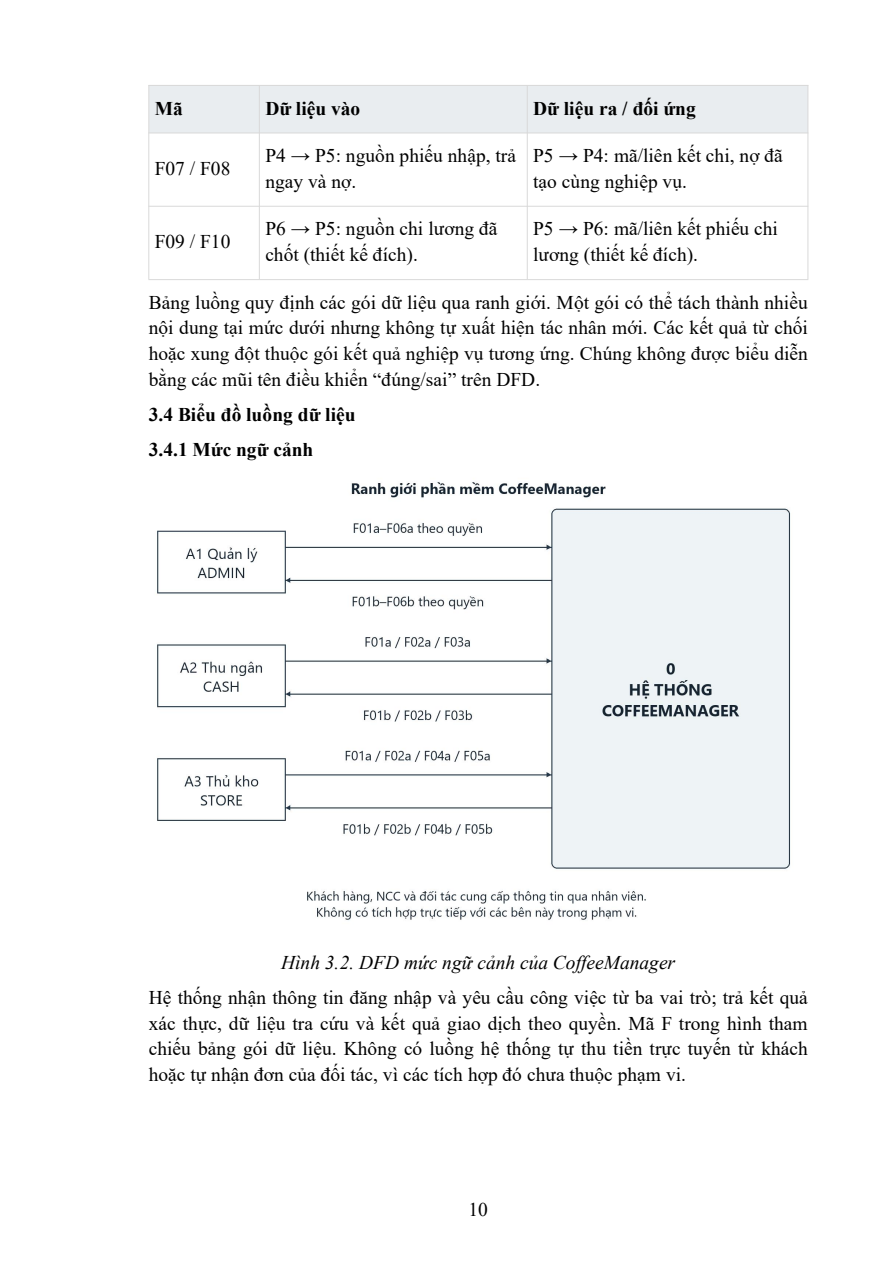 Mã Dữ liệu vào Dữ liệu ra / đối ứng
F07 / F08
P4 → P5: nguồn phiếu nhập, trả
ngay và nợ.
P5 → P4: mã/liên kết chi, nợ đã
tạo cùng nghiệp vụ.
F09 / F10
P6 → P5: nguồn chi lương đã
chốt (thiết kế đích).
P5 → P6: mã/liên kết phiếu chi
lương (thiết kế đích).
Bảng luồng quy định các gói dữ liệu qua ranh giới. Một gói có thể tách thành nhiều
nội dung tại mức dưới nhưng không tự xuất hiện tác nhân mới. Các kết quả từ chối
hoặc xung đột thuộc gói kết quả nghiệp vụ tương ứng. Chúng không được biểu diễn
bằng các mũi tên điều khiển “đúng/sai” trên DFD.
3.4 Biểu đồ luồng dữ liệu
3.4.1 Mức ngữ cảnh
Ranh giới phần mềm CoffeeManager
A1 Quản lý
ADMIN
F01a–F06a theo quyền
F01b–F06b theo quyền
A2 Thu ngân
CASH
F01a / F02a / F03a
F01b / F02b / F03b
A3 Thủ kho
STORE
F01a / F02a / F04a / F05a
F01b / F02b / F04b / F05b
0
HỆ THỐNG
COFFEEMANAGER
Khách hàng, NCC và đối tác cung cấp thông tin qua nhân viên.
Không có tích hợp trực tiếp với các bên này trong phạm vi.
Hình 3.2. DFD mức ngữ cảnh của CoffeeManager
Hệ thống nhận thông tin đăng nhập và yêu cầu công việc từ ba vai trò; trả kết quả
xác thực, dữ liệu tra cứu và kết quả giao dịch theo quyền. Mã F trong hình tham
chiếu bảng gói dữ liệu. Không có luồng hệ thống tự thu tiền trực tuyến từ khách
hoặc tự nhận đơn của đối tác, vì các tích hợp đó chưa thuộc phạm vi.
10